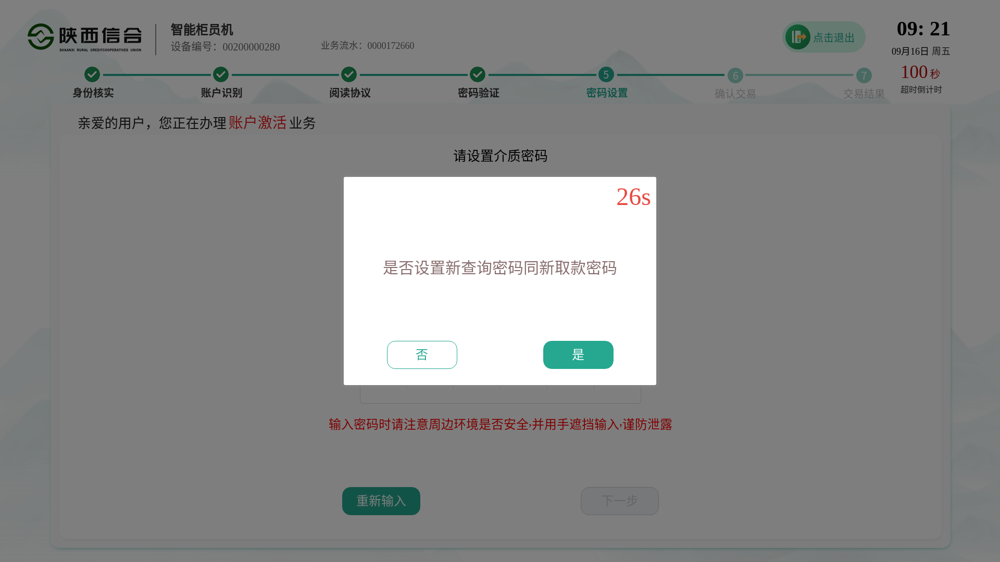 陕西信合
SHAANXI RURAL CREDITCOOPERATIVES UNION
智能柜员机
设备编号：00200000280
业务流水：0000172660
点击退出
09: 21
09月16日 周五
5
6
7
身份核实
账户识别
阅读协议
密码验证
密码设置
确认交易
交易结果
100 秒
超时倒计时
亲爱的用户，您正在办理 账户激活 业务
请设置介质密码
26s
是否设置新查询密码同新取款密码
否
是
输入密码时请注意周边环境是否安全,并用手遮挡输入,谨防泄露
重新输入
下一步